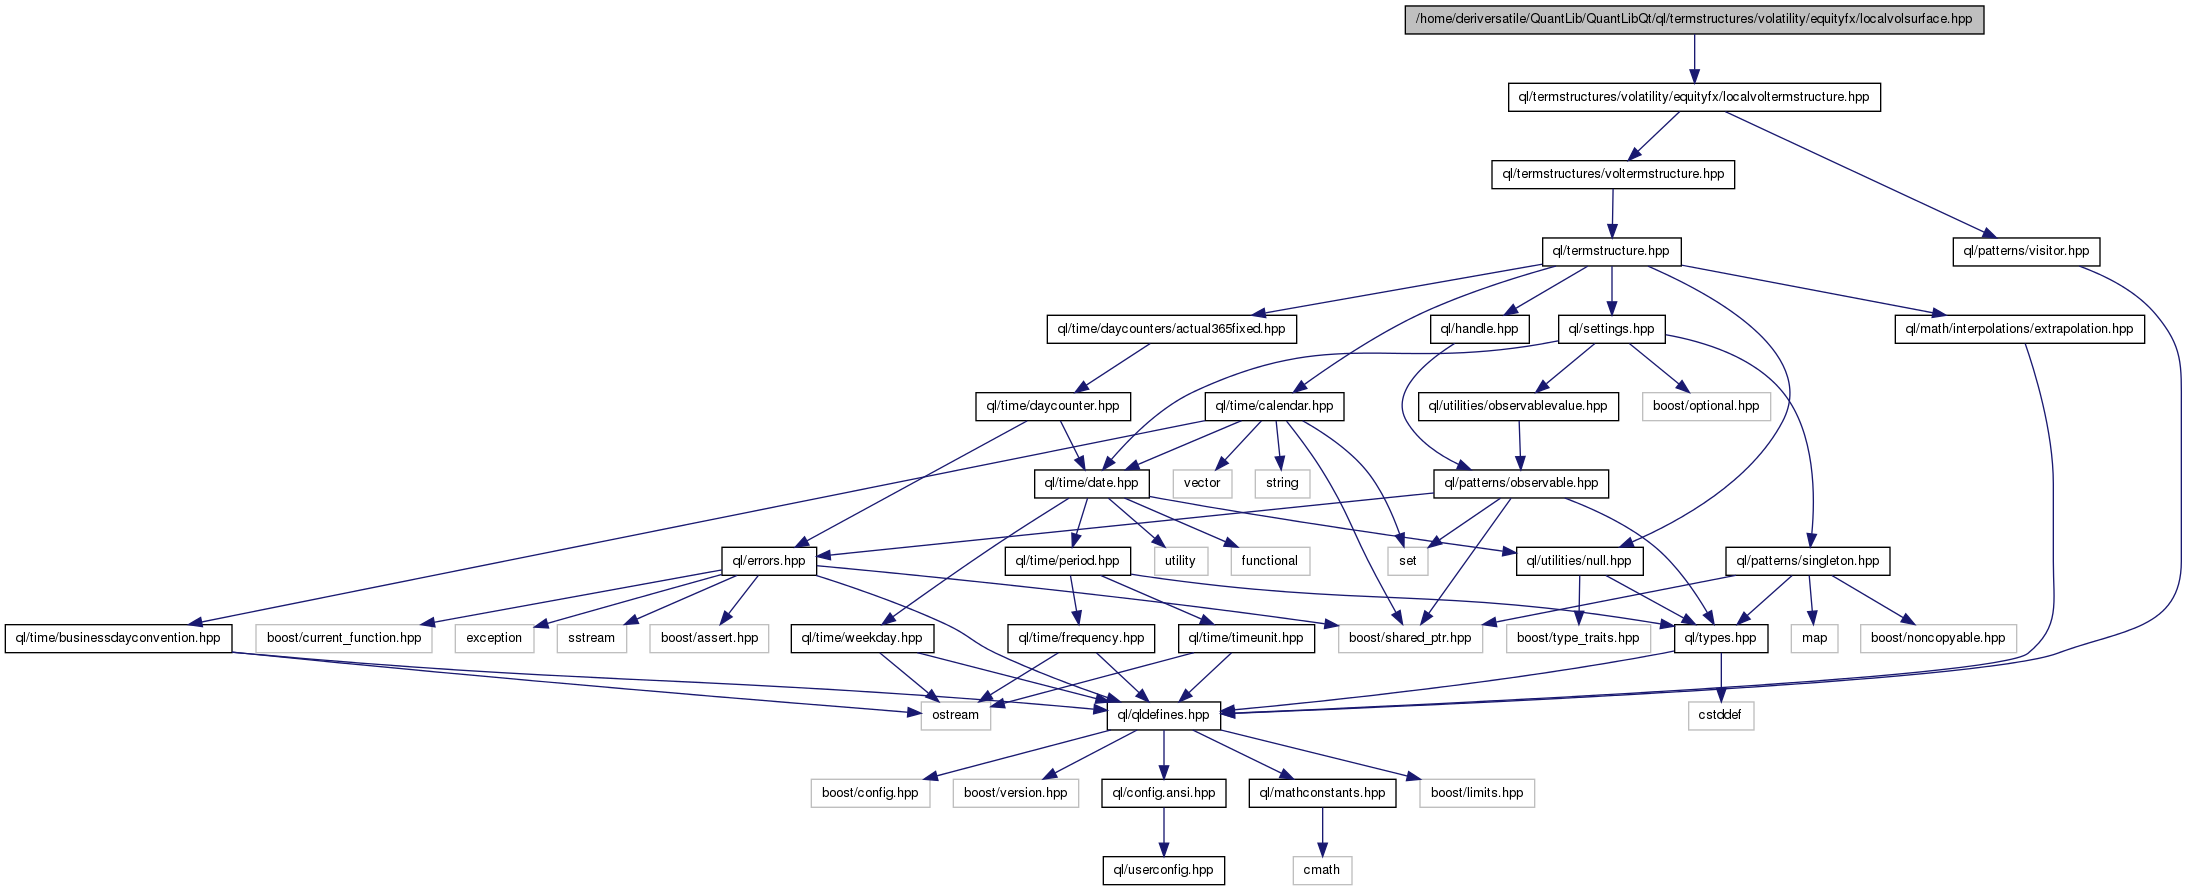 /home/deriversatile/QuantLib/QuantLibQt/ql/termstructures/volatility/equityfx/localvolsurface.hpp
ql/termstructures/volatility/equityfx/localvoltermstructure.hpp
ql/termstructures/voltermstructure.hpp
ql/termstructure.hpp
ql/patterns/visitor.hpp
ql/time/daycounters/actual365fixed.hpp
ql/handle.hpp
ql/settings.hpp
ql/math/interpolations/extrapolation.hpp
ql/time/daycounter.hpp
ql/time/calendar.hpp
ql/utilities/observablevalue.hpp
boost/optional.hpp
ql/time/date.hpp
vector
string
ql/patterns/observable.hpp
ql/errors.hpp
ql/time/period.hpp
utility
functional
set
ql/utilities/null.hpp
ql/patterns/singleton.hpp
ql/time/businessdayconvention.hpp
boost/current_function.hpp
exception
sstream
boost/assert.hpp
ql/time/weekday.hpp
ql/time/frequency.hpp
ql/time/timeunit.hpp
boost/shared_ptr.hpp
boost/type_traits.hpp
ql/types.hpp
map
boost/noncopyable.hpp
ostream
ql/qldefines.hpp
cstddef
boost/config.hpp
boost/version.hpp
ql/config.ansi.hpp
ql/mathconstants.hpp
boost/limits.hpp
ql/userconfig.hpp
cmath